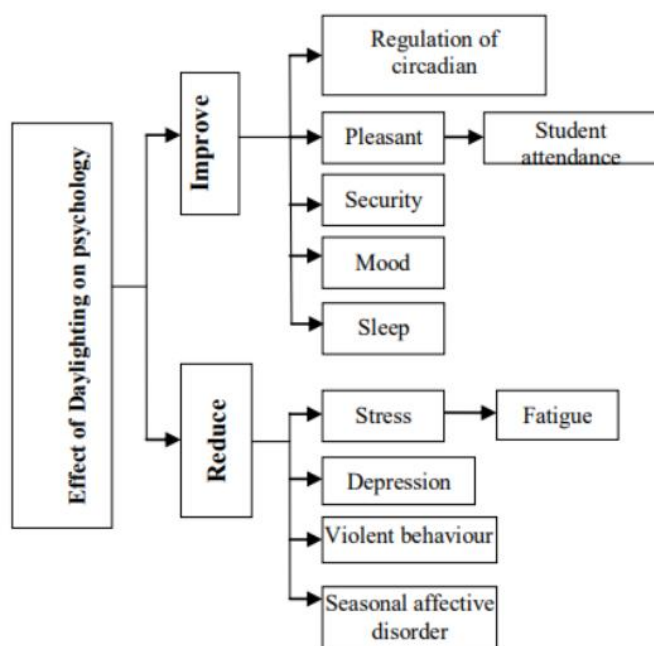 Effect of Daylighting on psychology
Improve
Regulation of
circadian
Pleasant
Student
attendance
Security
Mood
Sleep
Reduce
Stress
Fatigue
Depression
Violent behaviour
Seasonal affective
disorder